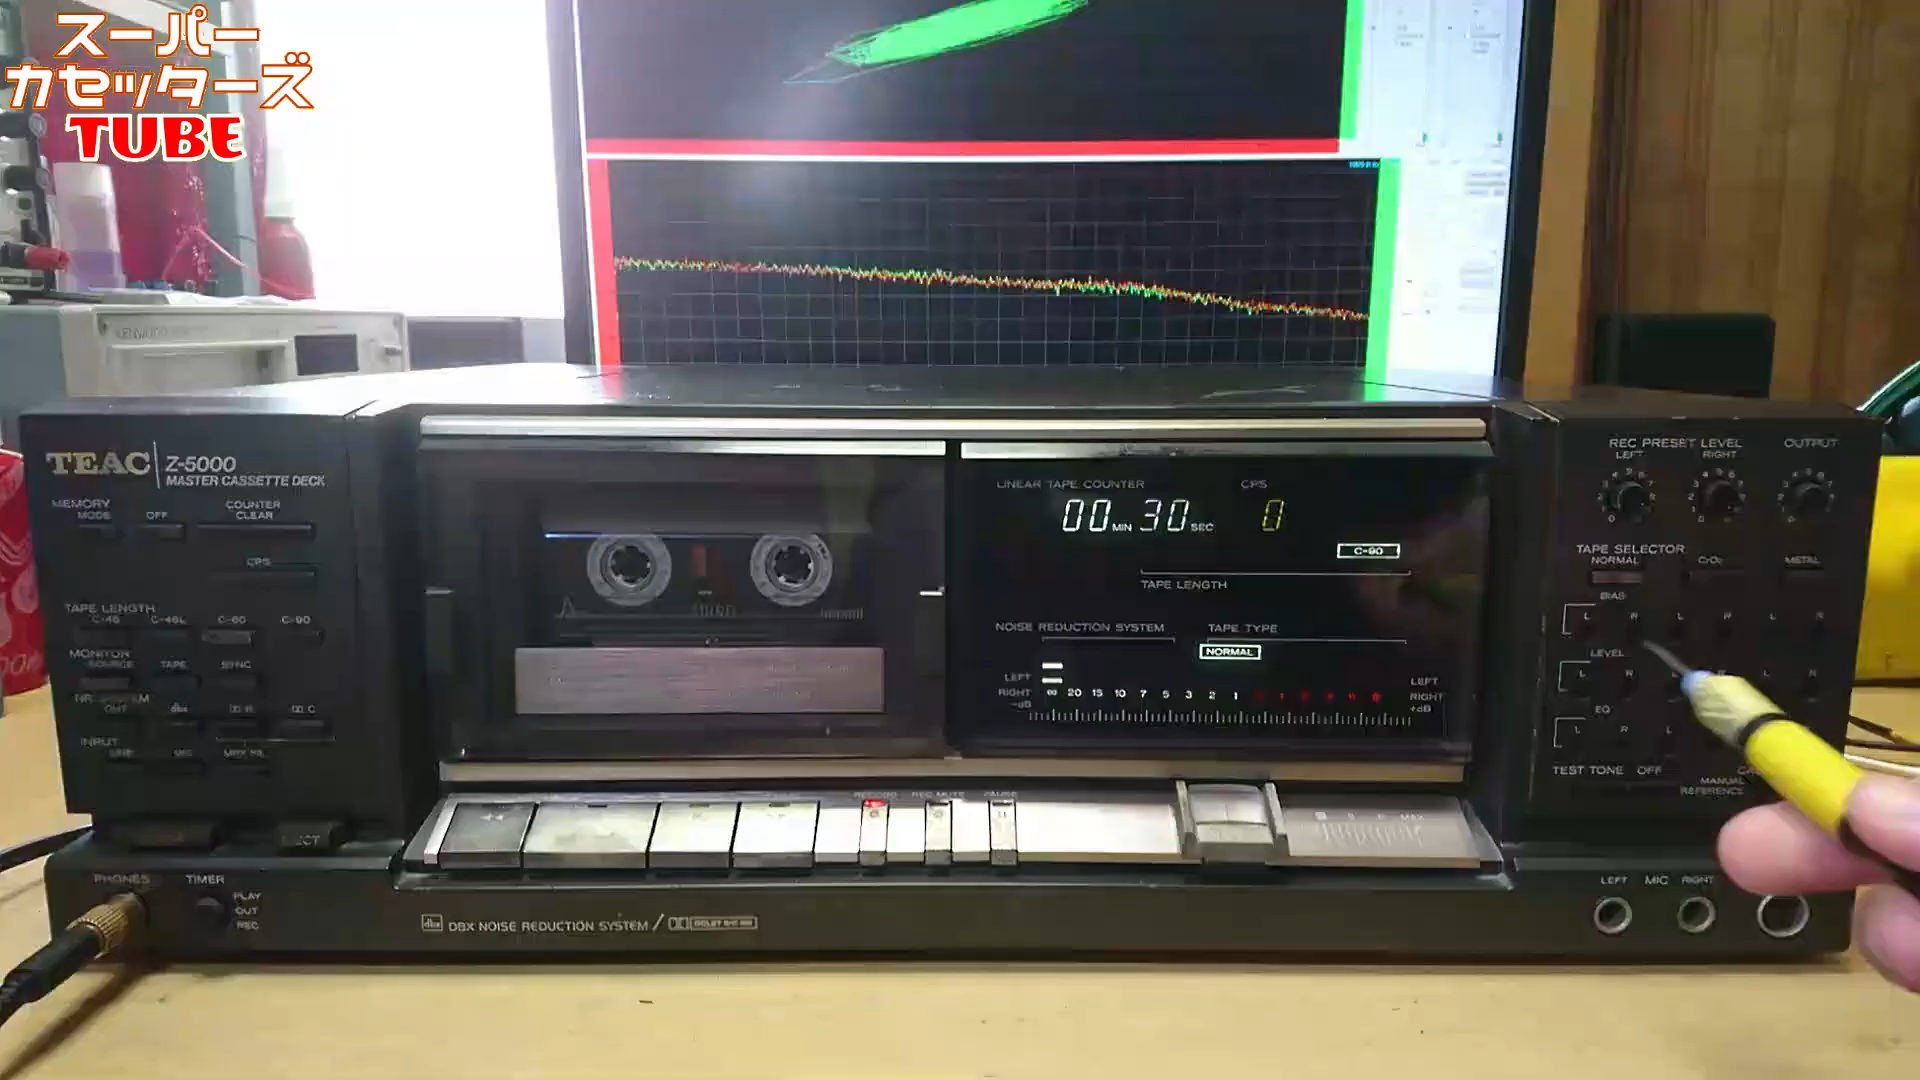 スーパー
カセッターズ
TUBE
TEAC Z-5000
MASTER CASSETTE DECK
MEMORY
MODE OFF
COUNTER
CLEAR
CPS
TAPE LENGTH
C-46 C-46L C-60 C-90
MONITOR
SOURCE TAPE SYNC
NR SYSTEM
OUT dbx
INPUT
LINE MIC
PHONES
TIMER
PLAY
OUT
REC
LINEAR TAPE COUNTER CPS
00 MIN 30 SEC 0
C-90
TAPE LENGTH
NOISE REDUCTION SYSTEM
TAPE TYPE
NORMAL
LEFT
RIGHT
-dB
∞ 20 15 10 7 5 3 2 1
LEFT
RIGHT
+dB
RECORD REC MUTE PAUSE
dbx DBX NOISE REDUCTION SYSTEM /
REC PRESET LEVEL
LEFT RIGHT
OUTPUT
TAPE SELECTOR
NORMAL CrO₂ METAL
BIAS
L R L R L R
LEVEL
L R
EQ
L R L
TEST TONE OFF
MANUAL
REFERENCE
LEFT MIC RIGHT